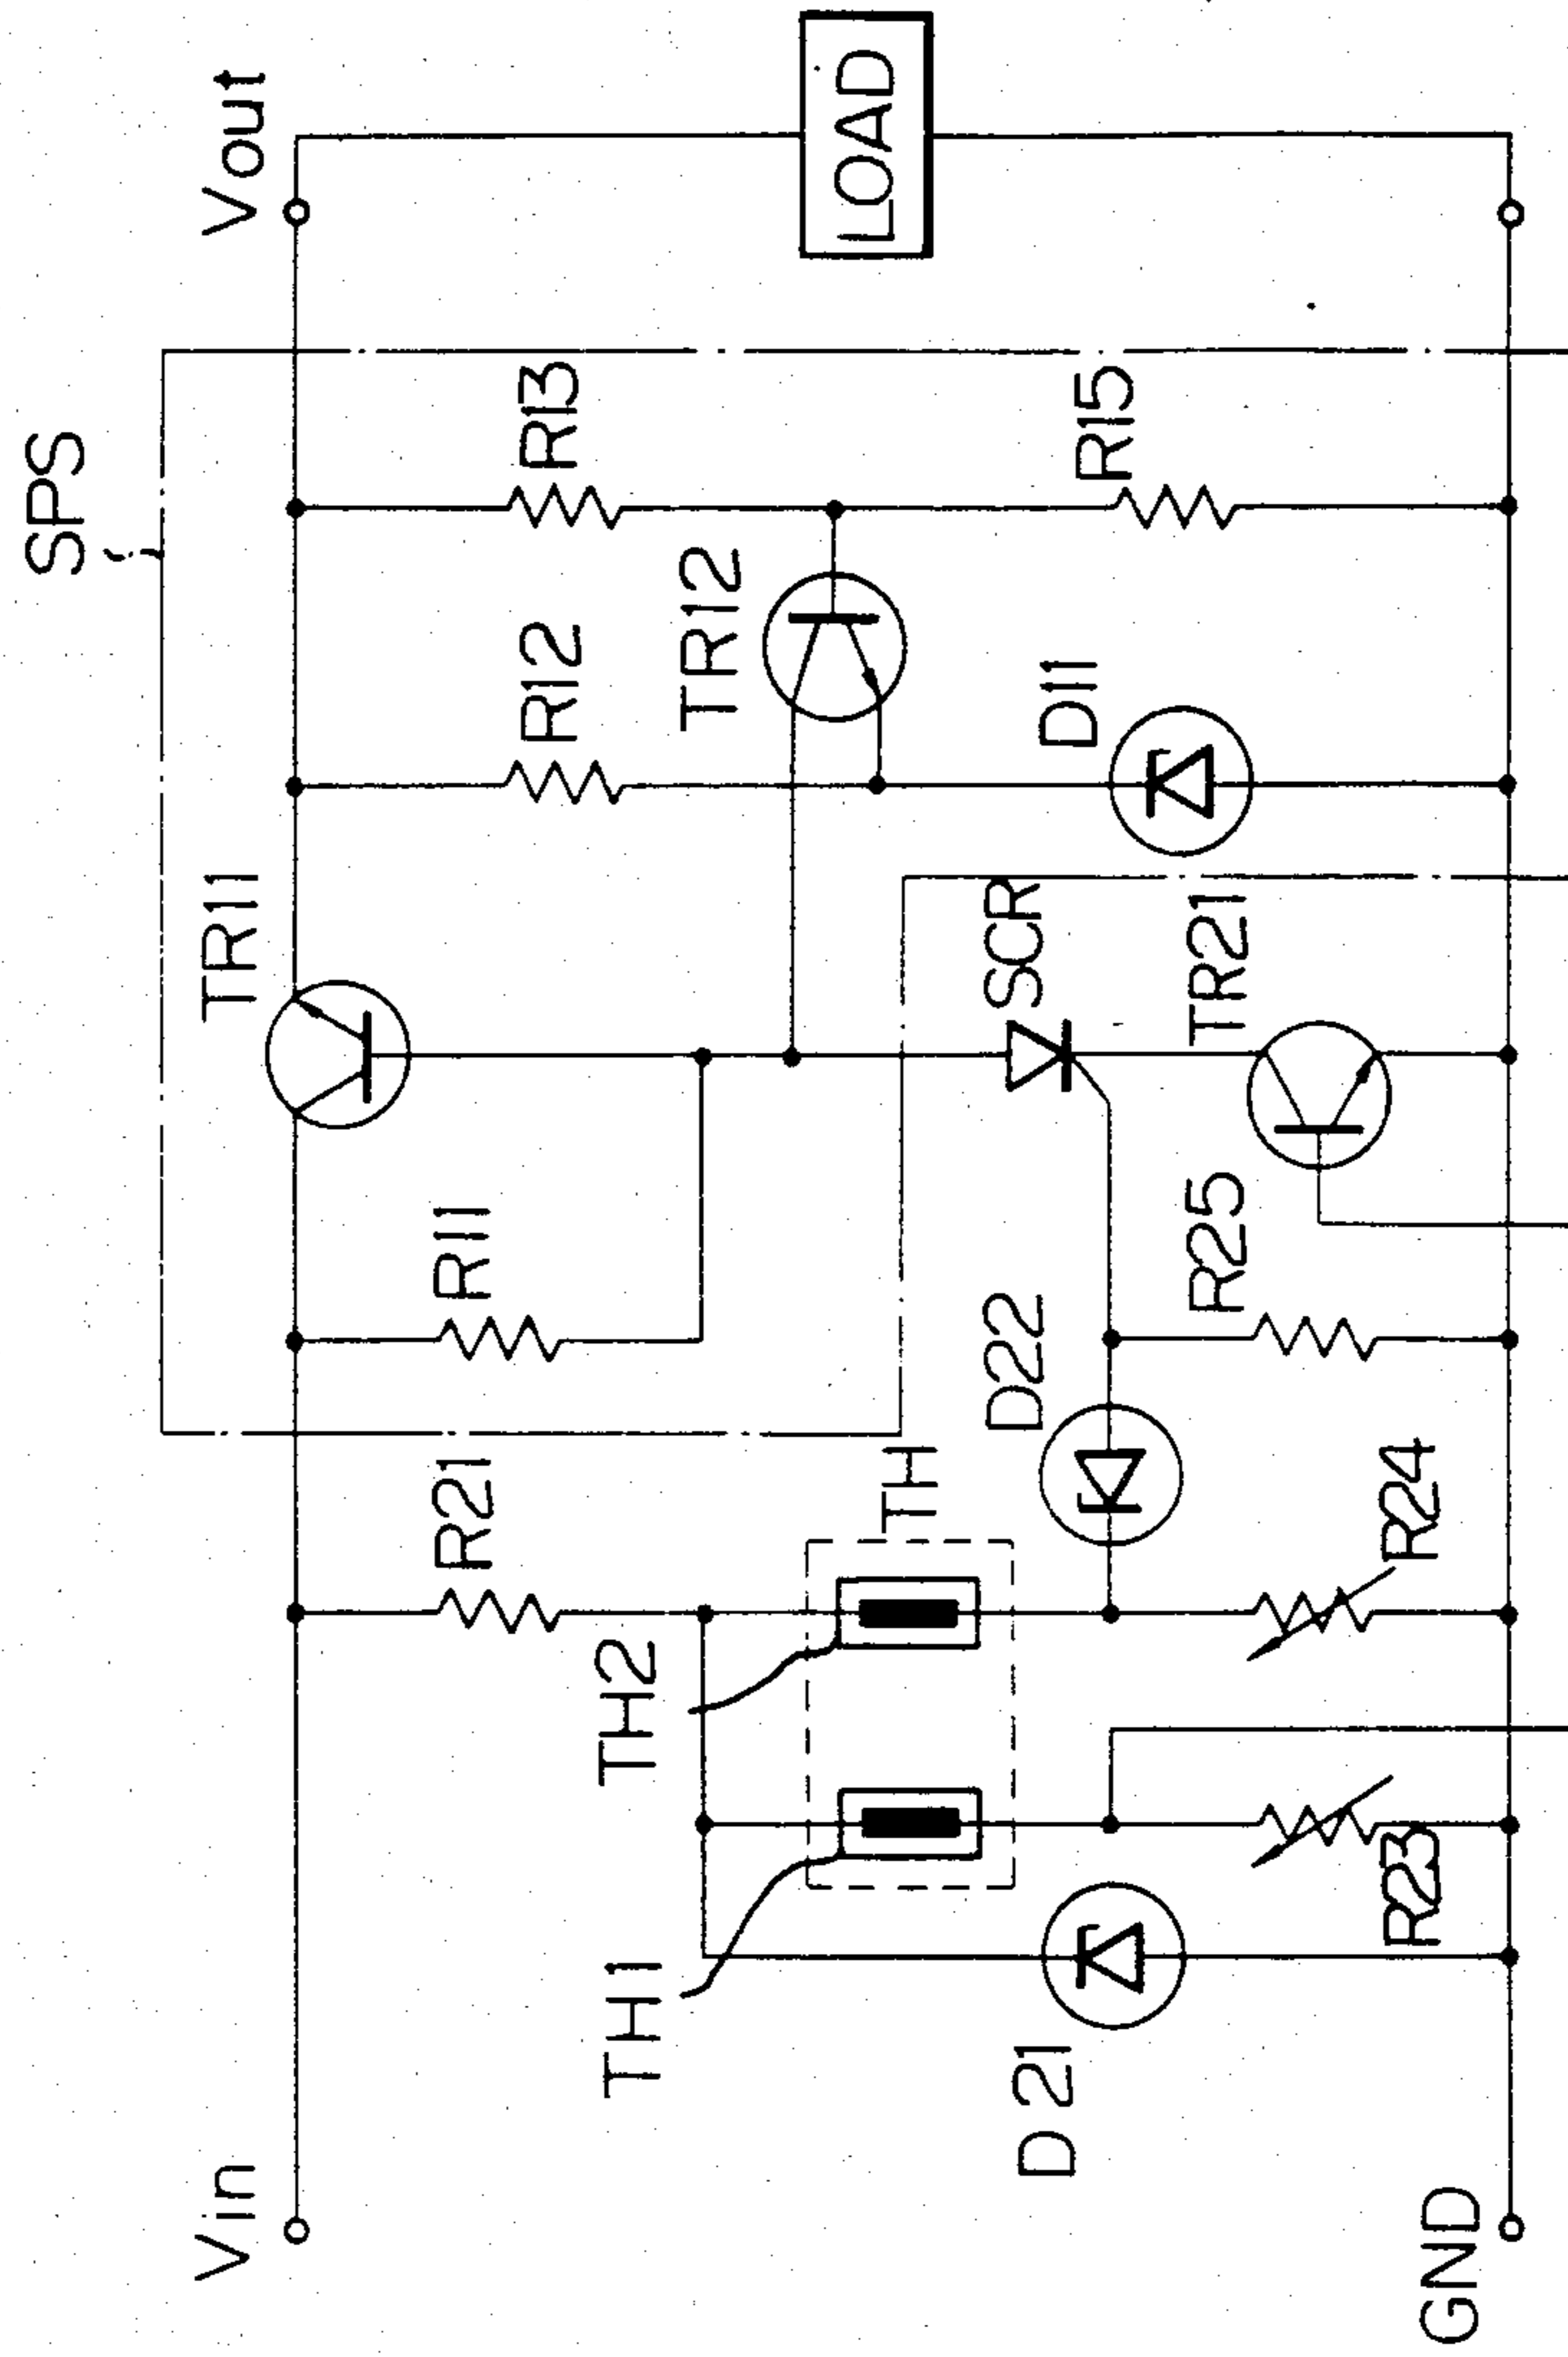 SPS
Vin
TR11
Vout
R11
R12
R13
R21
TR12
TH1
TH2
TH
LOAD
D21
D22
SCR
D11
R15
R25
TR21
R23
R24
GND